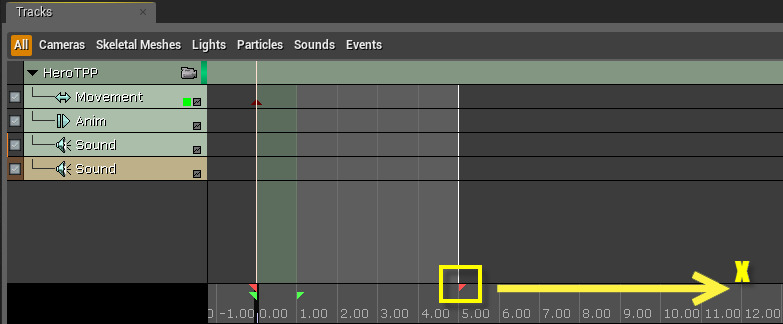 Tracks ×
All Cameras Skeletal Meshes Lights Particles Sounds Events
HeroTPP
Movement
Anim
Sound
Sound
X
0 -1.00 0.00 1.00 2.00 3.00 4.00 5.00 6.00 7.00 8.00 9.00 10.00 11.00 12.00